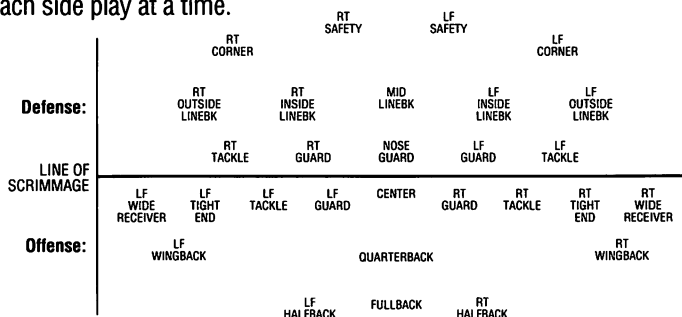 ach side play at a time.
RT SAFETY LF SAFETY
RT CORNER LF CORNER
Defense: RT OUTSIDE LINEBK RT INSIDE LINEBK MID LINEBK LF INSIDE LINEBK LF OUTSIDE LINEBK
RT TACKLE RT GUARD NOSE GUARD LF GUARD LF TACKLE
LINE OF SCRIMMAGE
LF WIDE RECEIVER LF TIGHT END LF TACKLE LF GUARD CENTER RT GUARD RT TACKLE RT TIGHT END RT WIDE RECEIVER
Offense: LF WINGBACK QUARTERBACK RT WINGBACK
LF HALFBACK FULLBACK RT HALFBACK